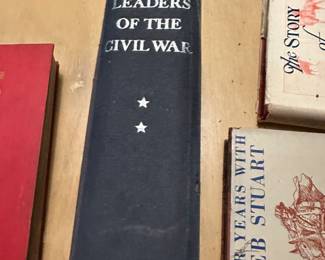 LEADERS
OF THE
CIVIL WAR
The STORY
YEARS WITH
EB STUART